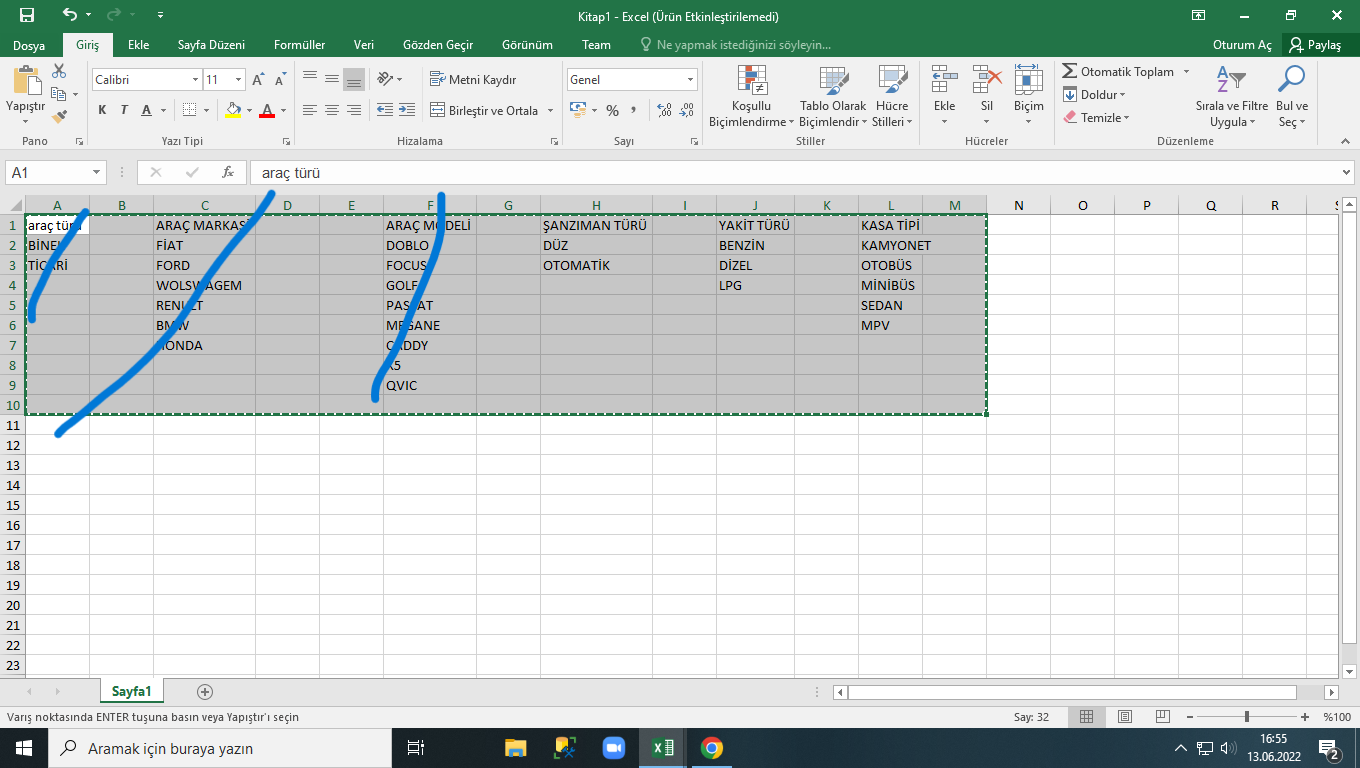 Kitap1 - Excel (Ürün Etkinleştirilemedi)
Dosya Giriş Ekle Sayfa Düzeni Formüller Veri Gözden Geçir Görünüm Team Ne yapmak istediğinizi söyleyin... Oturum Aç Paylaş
Calibri 11 Metni Kaydır Genel Otomatik Toplam
Yapıştır K T A A Birleştir ve Ortala % Koşullu Biçimlendirme Tablo Olarak Biçimlendir Hücre Stilleri Ekle Sil Biçim Doldur Temizle Sırala ve Filtre Uygula Bul ve Seç
Pano Yazı Tipi Hizalama Sayı Stiller Hücreler Düzenleme
A1 fx araç türü
A B C D E F G H I J K L M N O P Q R S
1 araç türü ARAÇ MARKASI ARAÇ MODELİ ŞANZIMAN TÜRÜ YAKİT TÜRÜ KASA TİPİ
2 BİNEK FİAT DOBLO DÜZ BENZİN KAMYONET
3 TİCARİ FORD FOCUS OTOMATİK DİZEL OTOBÜS
4 WOLSWAGEM GOLF LPG MİNİBÜS
5 RENULT PASSAT SEDAN
6 BMW MEGANE MPV
7 HONDA CADDY
8 X5
9 QVIC
10
11
12
13
14
15
16
17
18
19
20
21
22
23
Sayfa1
Varış noktasında ENTER tuşuna basın veya Yapıştır'ı seçin Say: 32 %100
Aramak için buraya yazın 16:55
13.06.2022 2